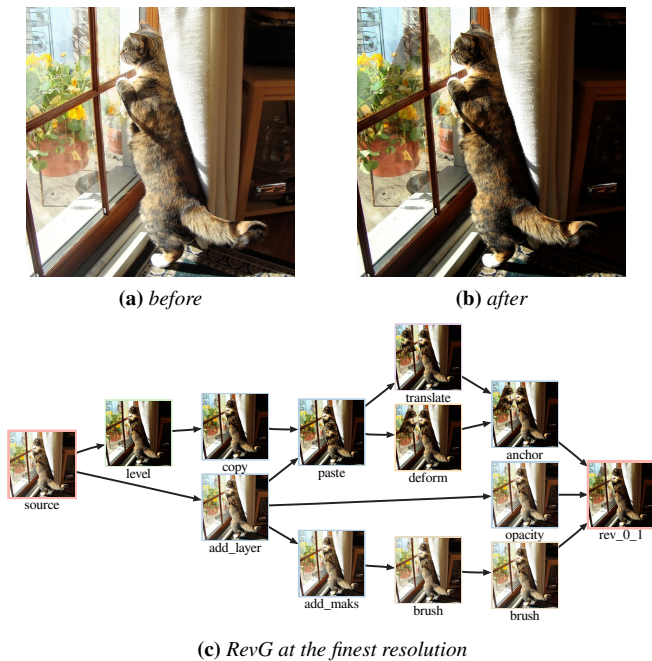 (a) before
(b) after
translate
level
copy
paste
deform
anchor
source
add_layer
opacity
rev_0_1
add_maks
brush
brush
(c) RevG at the finest resolution